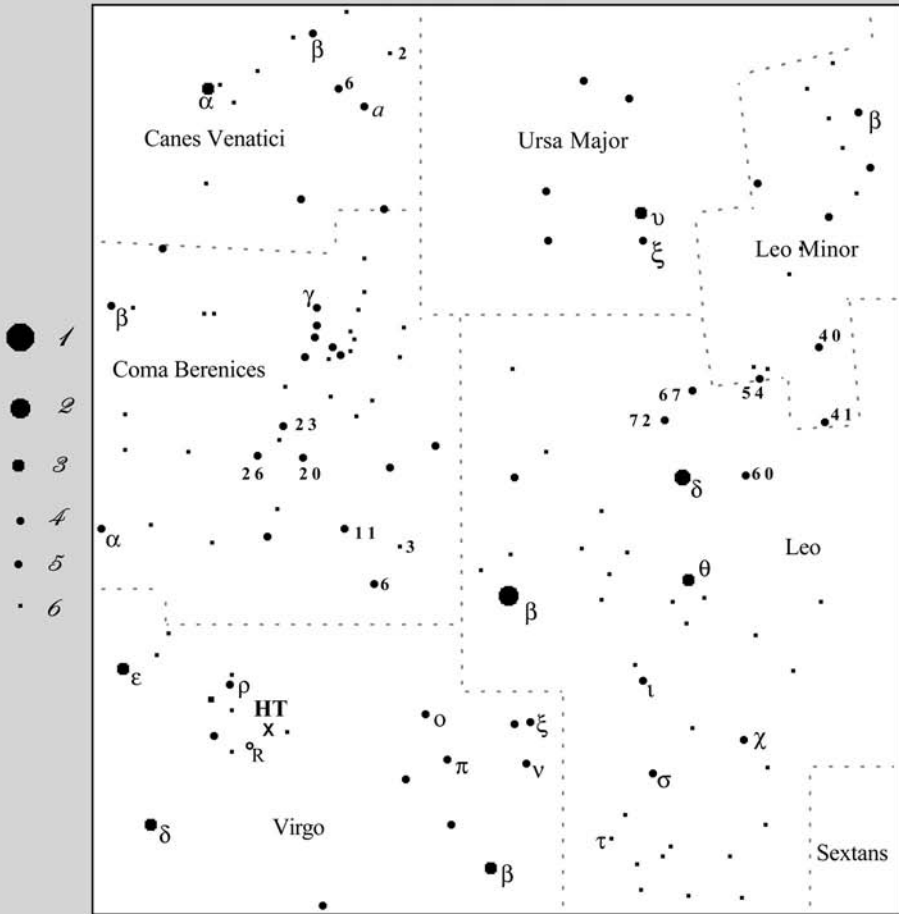 β
2
6
α
a
Canes Venatici
Ursa Major
β
υ
ξ
Leo Minor
β
γ
Coma Berenices
40
67
54
72
41
23
26
20
δ
60
α
11
3
Leo
6
θ
β
ε
ρ
ι
HT
x
R
ο
ξ
χ
π
ν
σ
δ
Virgo
τ
β
Sextans
1
2
3
4
5
6